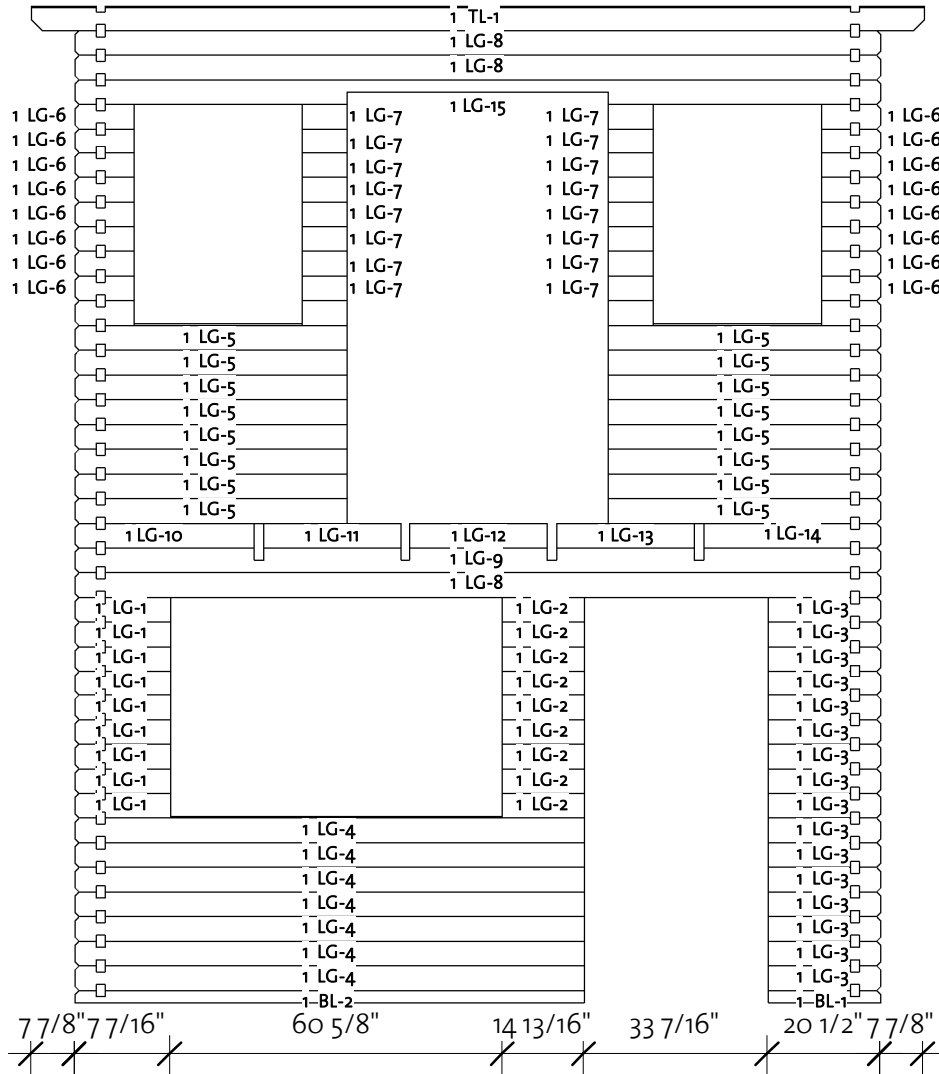 1 TL-1
1 LG-8
1 LG-8
1 LG-15
1 LG-6 1 LG-7 1 LG-7 1 LG-6
1 LG-6 1 LG-7 1 LG-7 1 LG-6
1 LG-6 1 LG-7 1 LG-7 1 LG-6
1 LG-6 1 LG-7 1 LG-7 1 LG-6
1 LG-6 1 LG-7 1 LG-7 1 LG-6
1 LG-6 1 LG-7 1 LG-7 1 LG-6
1 LG-6 1 LG-7 1 LG-7 1 LG-6
1 LG-6 1 LG-7 1 LG-7 1 LG-6
1 LG-5 1 LG-5
1 LG-5 1 LG-5
1 LG-5 1 LG-5
1 LG-5 1 LG-5
1 LG-5 1 LG-5
1 LG-5 1 LG-5
1 LG-5 1 LG-5
1 LG-5 1 LG-5
1 LG-10 1 LG-11 1 LG-12 1 LG-13 1 LG-14
1 LG-9
1 LG-8
1 LG-1 1 LG-2 1 LG-3
1 LG-1 1 LG-2 1 LG-3
1 LG-1 1 LG-2 1 LG-3
1 LG-1 1 LG-2 1 LG-3
1 LG-1 1 LG-2 1 LG-3
1 LG-1 1 LG-2 1 LG-3
1 LG-1 1 LG-2 1 LG-3
1 LG-1 1 LG-2 1 LG-3
1 LG-1 1 LG-2 1 LG-3
1 LG-4 1 LG-3
1 LG-4 1 LG-3
1 LG-4 1 LG-3
1 LG-4 1 LG-3
1 LG-4 1 LG-3
1 LG-4 1 LG-3
1 LG-4 1 LG-3
1 BL-2 1 BL-1
7 7/8" 7 7/16" 60 5/8" 14 13/16" 33 7/16" 20 1/2" 7 7/8"